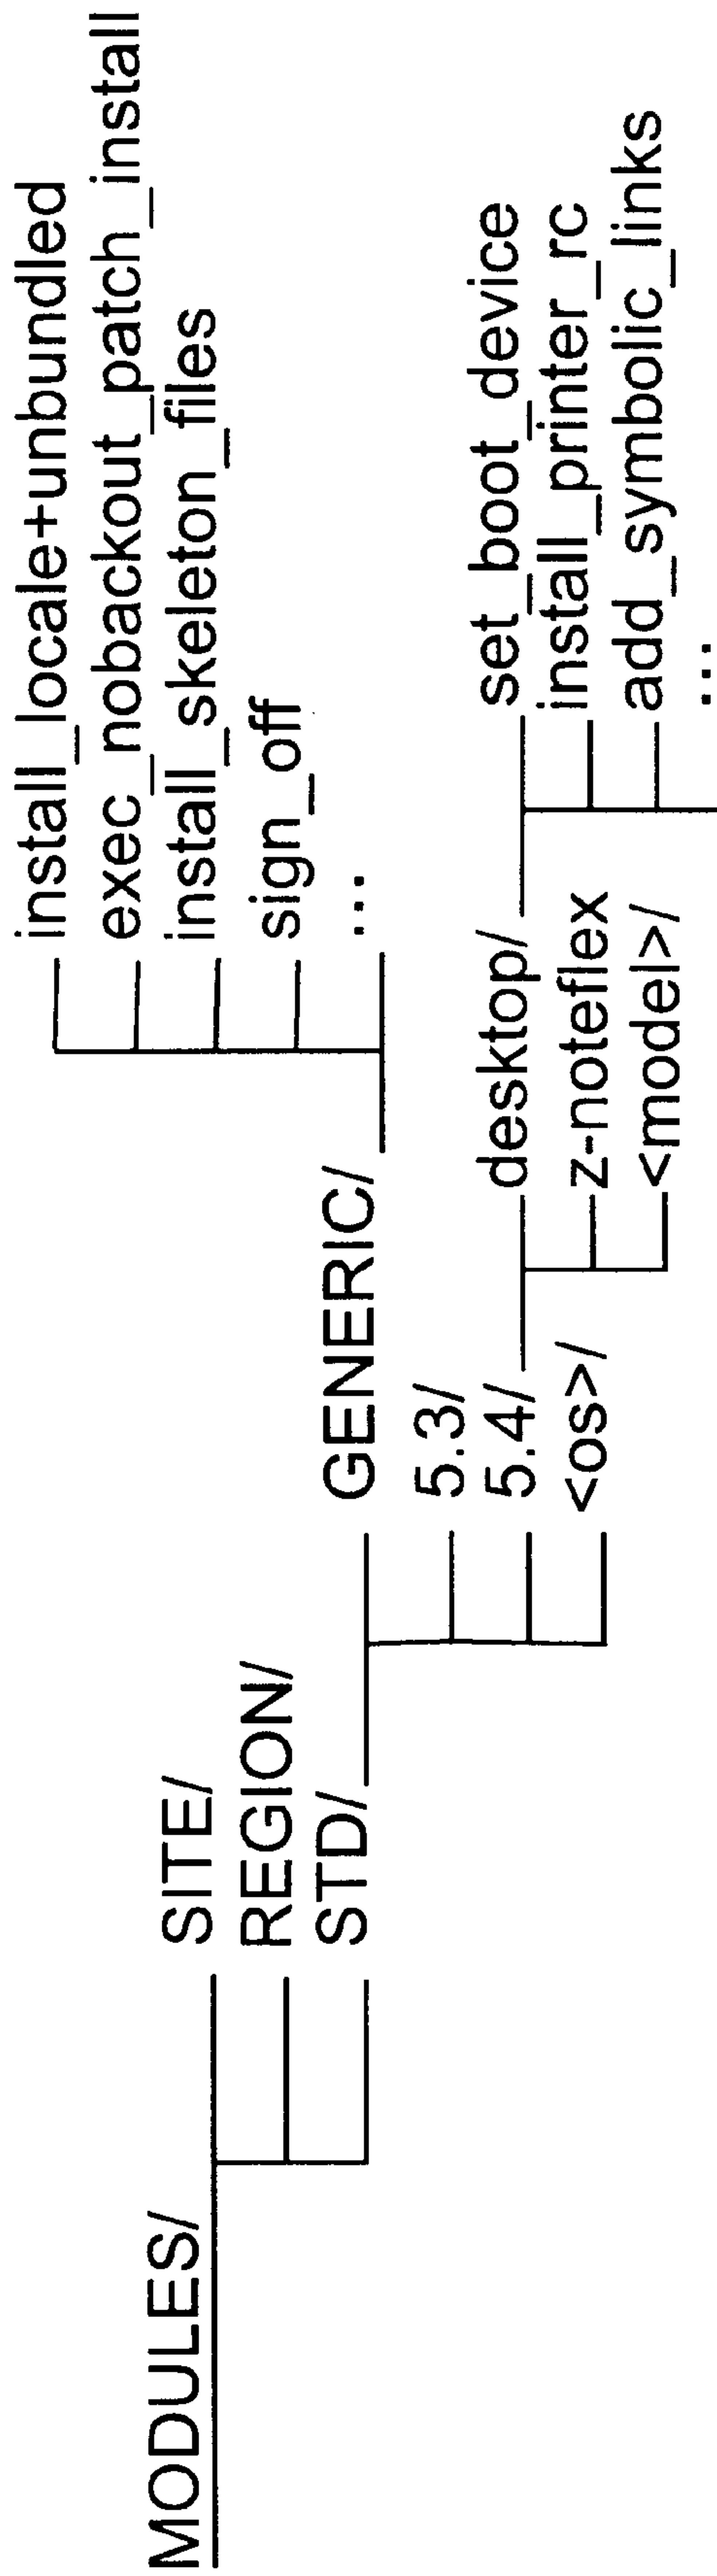 MODULES/
SITE/
REGION/
STD/
GENERIC/
5.3/
5.4/
<os>/
install_locale+unbundled
exec_nobackout_patch_install
install_skeleton_files
sign_off
...
desktop/
z-noteflex
<model>/
set_boot_device
install_printer_rc
add_symbolic_links
...